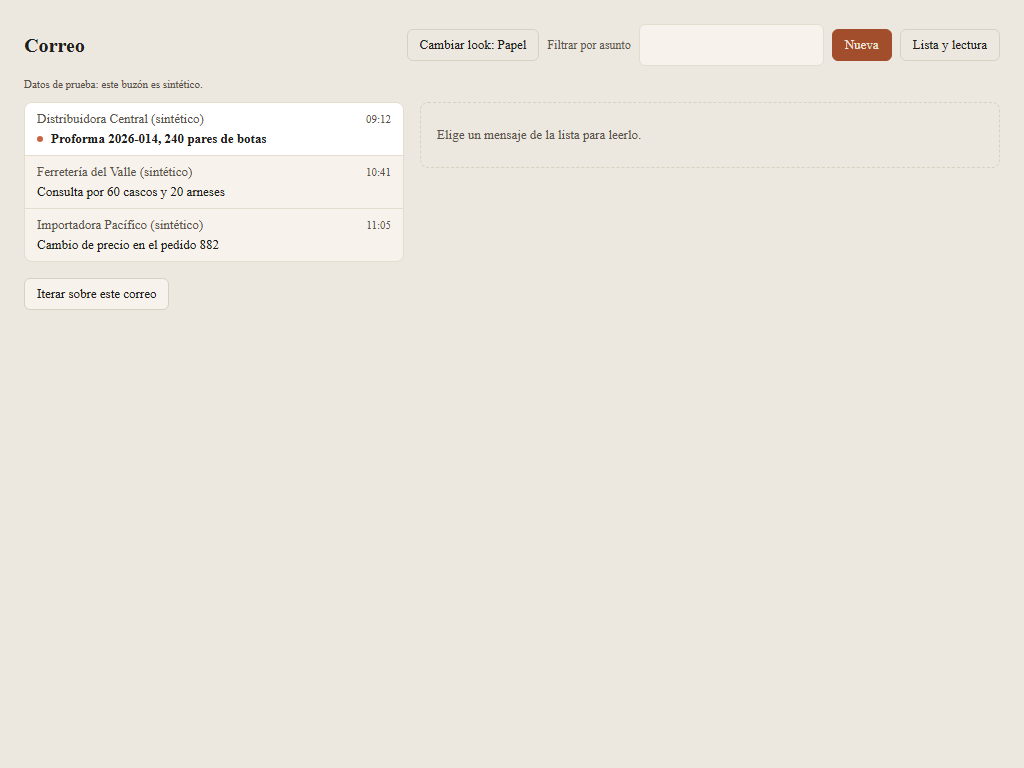 Correo
Cambiar look: Papel
Filtrar por asunto
Nueva
Lista y lectura
Datos de prueba: este buzón es sintético.
Distribuidora Central (sintético) 09:12
Proforma 2026-014, 240 pares de botas
Ferretería del Valle (sintético) 10:41
Consulta por 60 cascos y 20 arneses
Importadora Pacífico (sintético) 11:05
Cambio de precio en el pedido 882
Iterar sobre este correo
Elige un mensaje de la lista para leerlo.